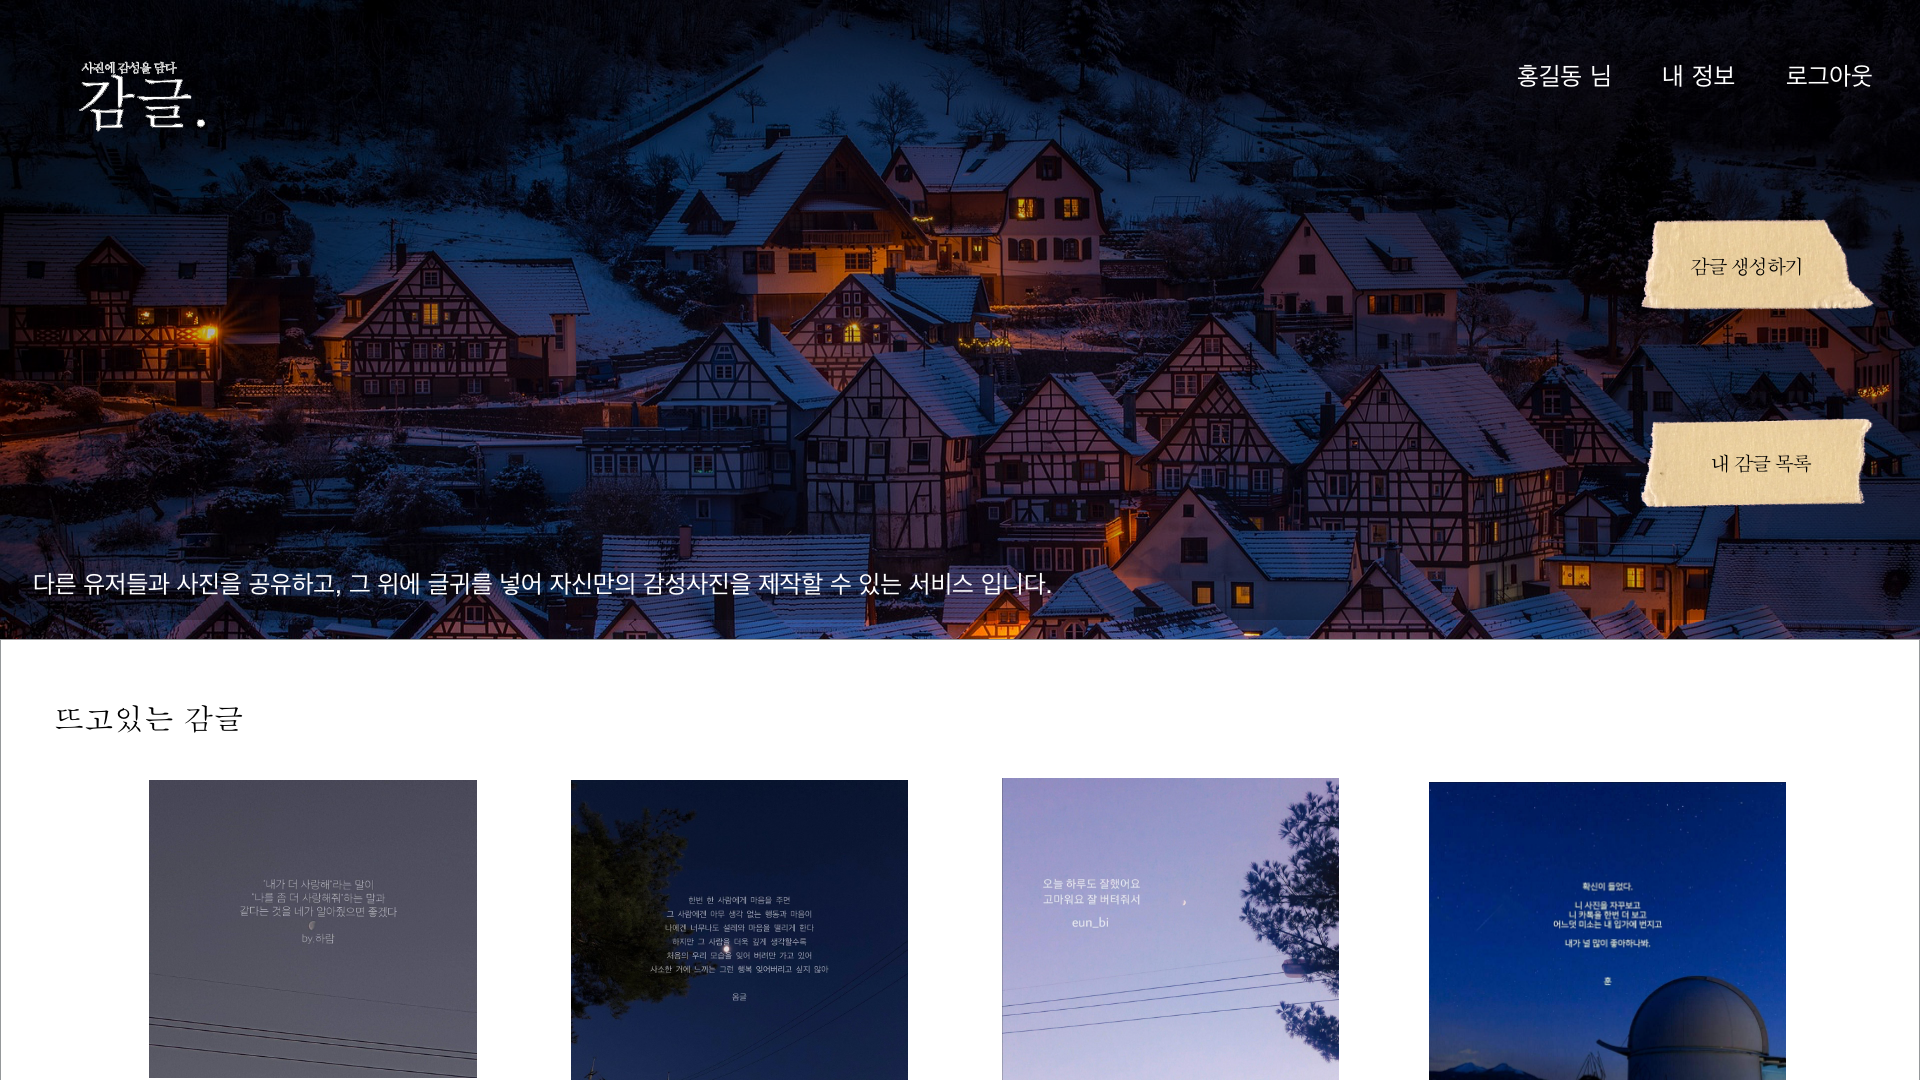 사진에 감성을 담다
감글.
홍길동 님
내 정보
로그아웃
감글 생성하기
내 감글 목록
다른 유저들과 사진을 공유하고, 그 위에 글귀를 넣어 자신만의 감성사진을 제작할 수 있는 서비스 입니다.
뜨고있는 감글
'내가 더 사랑해'라는 말이
'나를 좀 더 사랑해줘'하는 말과
같다는 것을 네가 알아줬으면 좋겠다
by.하람
한번 한 사람에게 마음을 주면
그 사람에겐 아무 생각 없는 행동과 마음이
나에겐 너무나도 설레와 마음을 떨리게 한다
하지만 그 사람을 더욱 깊게 생각할수록
처음의 우리 모습을 잊어 버려만 가고 있어
사소한 거에 느끼는 그런 행복 잊어버리고 싶지 않아
몸글
오늘 하루도 잘했어요
고마워요 잘 버텨줘서
eun_bi
확신이 들었다.
니 사진을 자꾸보고
니 카톡을 한번 더 보고
어느덧 미소는 내 입가에 번지고
내가 널 많이 좋아하나봐.
훈